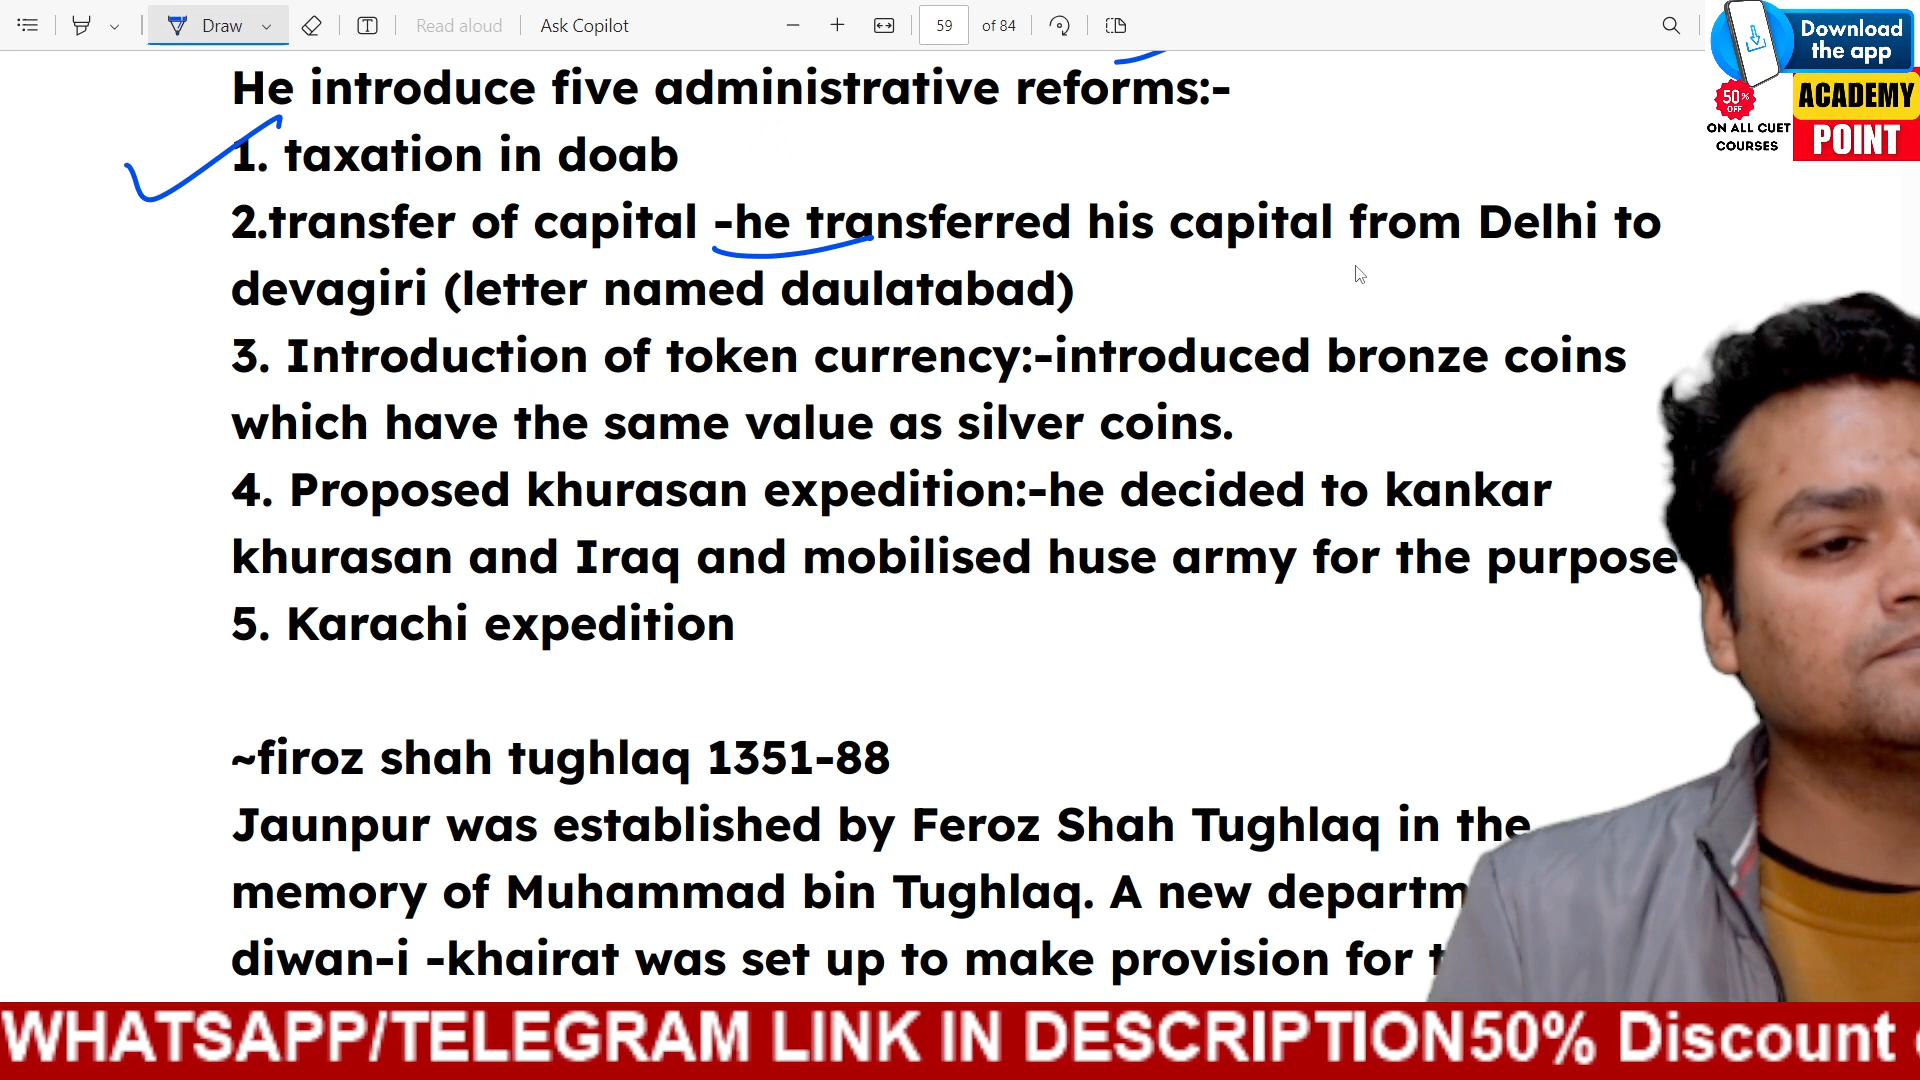 Draw
Read aloud
Ask Copilot
59 of 84
Download
the app
50%
OFF
ON ALL CUET
COURSES
ACADEMY
POINT
He introduce five administrative reforms:-
1. taxation in doab
2.transfer of capital -he transferred his capital from Delhi to
devagiri (letter named daulatabad)
3. Introduction of token currency:-introduced bronze coins
which have the same value as silver coins.
4. Proposed khurasan expedition:-he decided to kankar
khurasan and Iraq and mobilised huse army for the purpose
5. Karachi expedition
~firoz shah tughlaq 1351-88
Jaunpur was established by Feroz Shah Tughlaq in the
memory of Muhammad bin Tughlaq. A new departm
diwan-i -khairat was set up to make provision for t
WHATSAPP/TELEGRAM LINK IN DESCRIPTION50% Discount